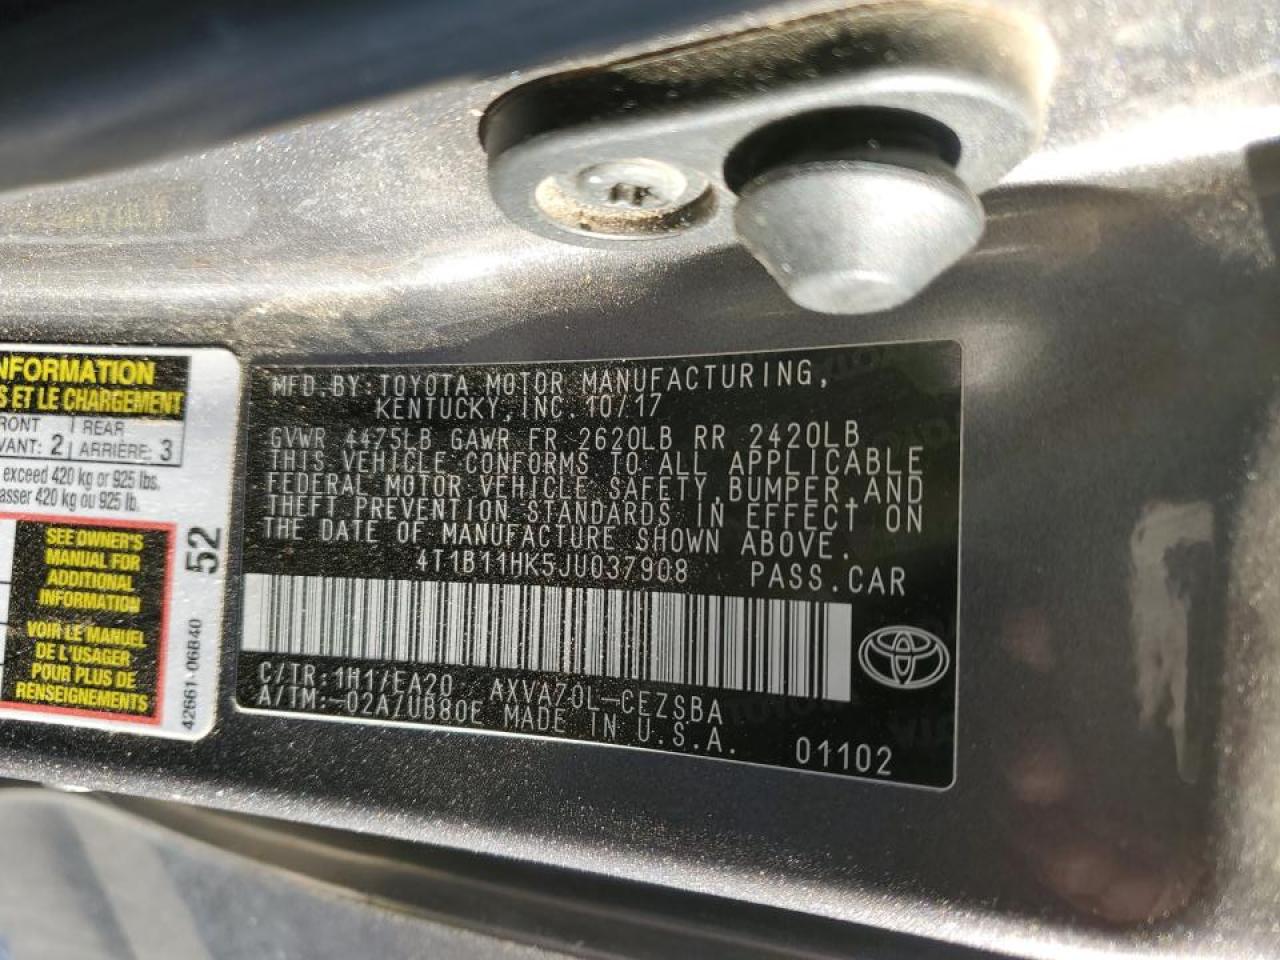 NFORMATION
S ET LE CHARGEMENT
RONT | REAR
VANT: 2 | ARRIÈRE: 3
exceed 420 kg or 925 lbs.
asser 420 kg ou 925 lb.
SEE OWNER'S
MANUAL FOR
ADDITIONAL
INFORMATION
VOIR LE MANUEL
DE L'USAGER
POUR PLUS DE
RENSEIGNEMENTS
52
42661-06B40
MFD.BY:TOYOTA MOTOR MANUFACTURING,
KENTUCKY,INC.10/17
GVWR 4475LB GAWR FR 2620LB RR 2420LB
THIS VEHICLE CONFORMS TO ALL APPLICABLE
FEDERAL MOTOR VEHICLE SAFETY,BUMPER,AND
THEFT PREVENTION STANDARDS IN EFFECT ON
THE DATE OF MANUFACTURE SHOWN ABOVE.
4T1B11HK5JU037908 PASS.CAR
C/TR:1H1/EA20 AXVA70L-CEZSBA
A/TM:-02A/UB80E MADE IN U.S.A.
01102